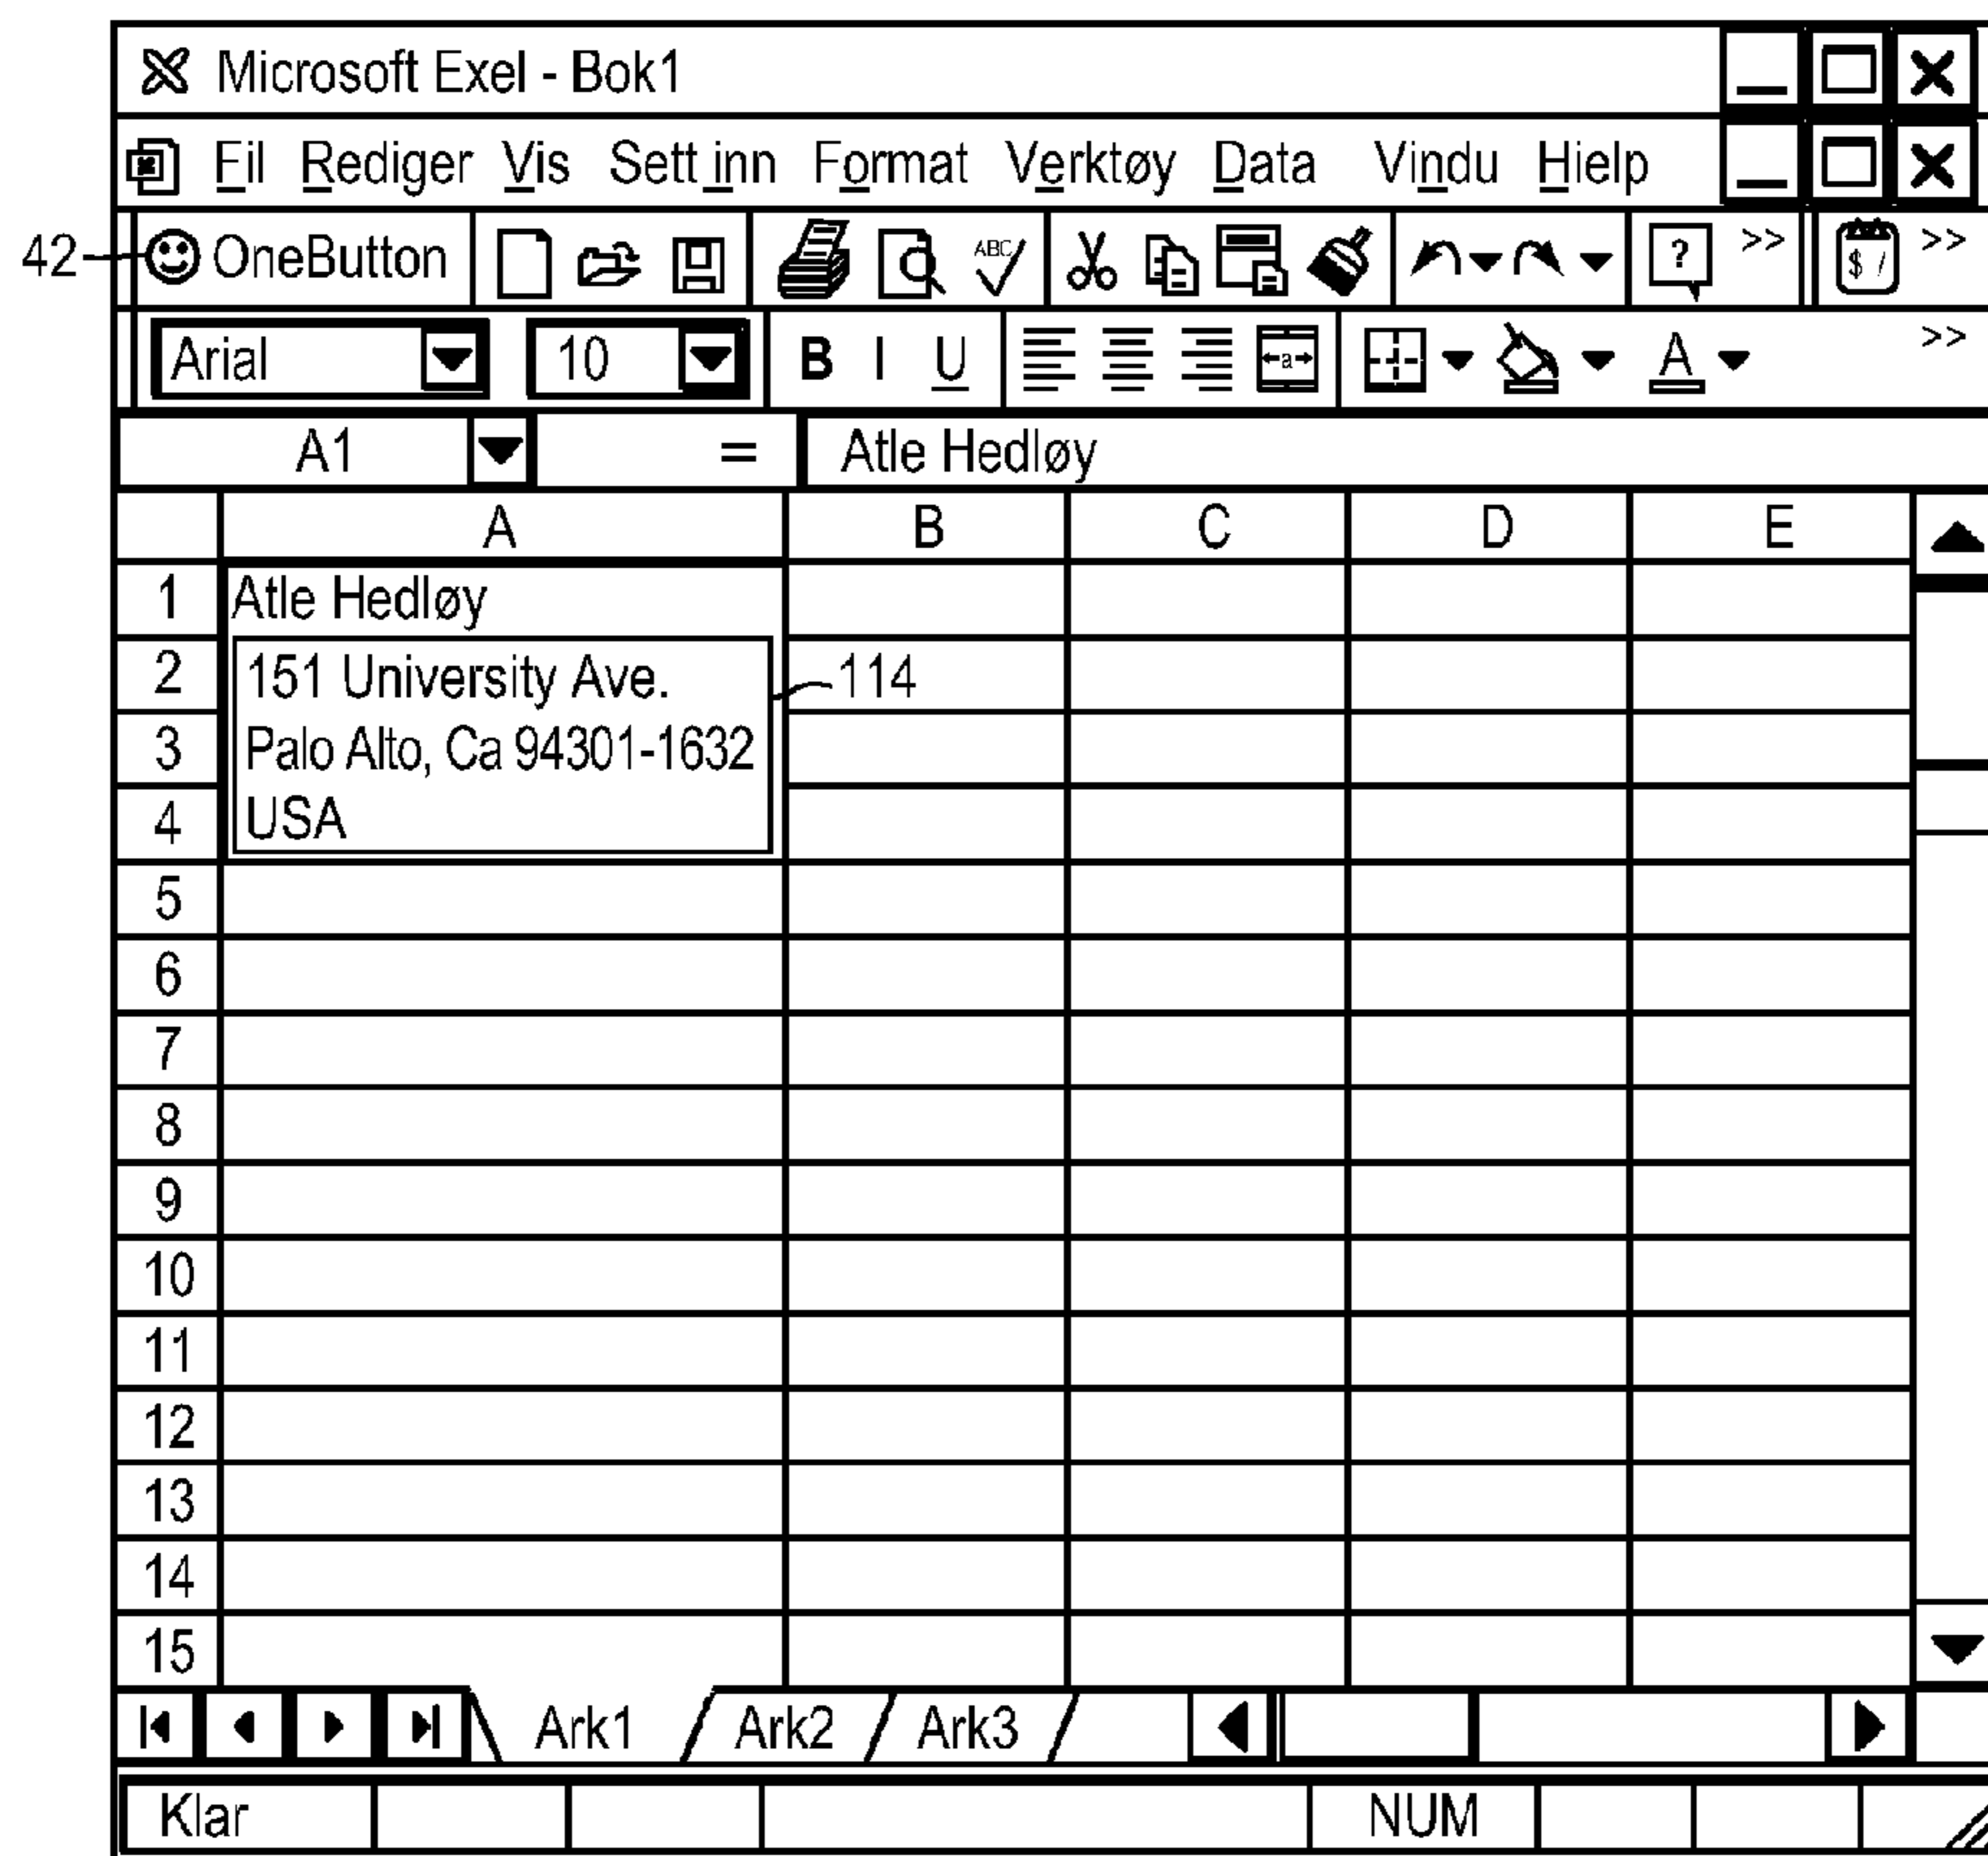 Microsoft Exel - Bok1
Fil Rediger Vis Sett inn Format Verktøy Data Vindu Hielp
42 OneButton ABC ? >> $ / >>
Arial 10 B I U a A >>
A1 = Atle Hedløy
A B C D E
1 Atle Hedløy
2 151 University Ave. 114
3 Palo Alto, Ca 94301-1632
4 USA
5
6
7
8
9
10
11
12
13
14
15
Ark1 Ark2 Ark3
Klar NUM